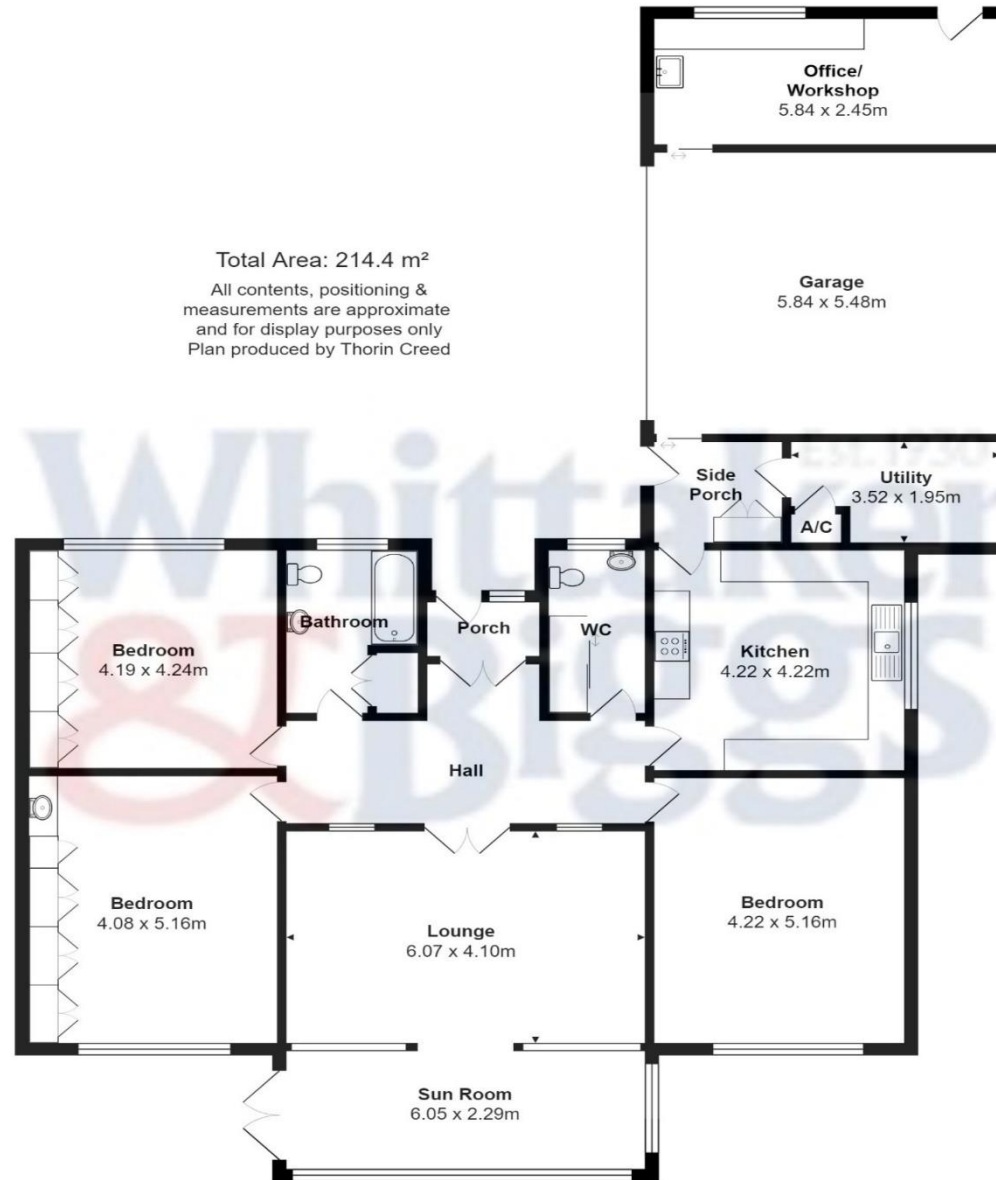 Office/
Workshop
5.84 x 2.45m
Total Area: 214.4 m²
All contents, positioning &
measurements are approximate
and for display purposes only
Plan produced by Thorin Creed
Garage
5.84 x 5.48m
Whittaker
& Biggs
Est. 1930
Side
Porch
Utility
3.52 x 1.95m
A/C
Bedroom
4.19 x 4.24m
Bathroom
Porch
WC
Kitchen
4.22 x 4.22m
Hall
Bedroom
4.08 x 5.16m
Lounge
6.07 x 4.10m
Bedroom
4.22 x 5.16m
Sun Room
6.05 x 2.29m